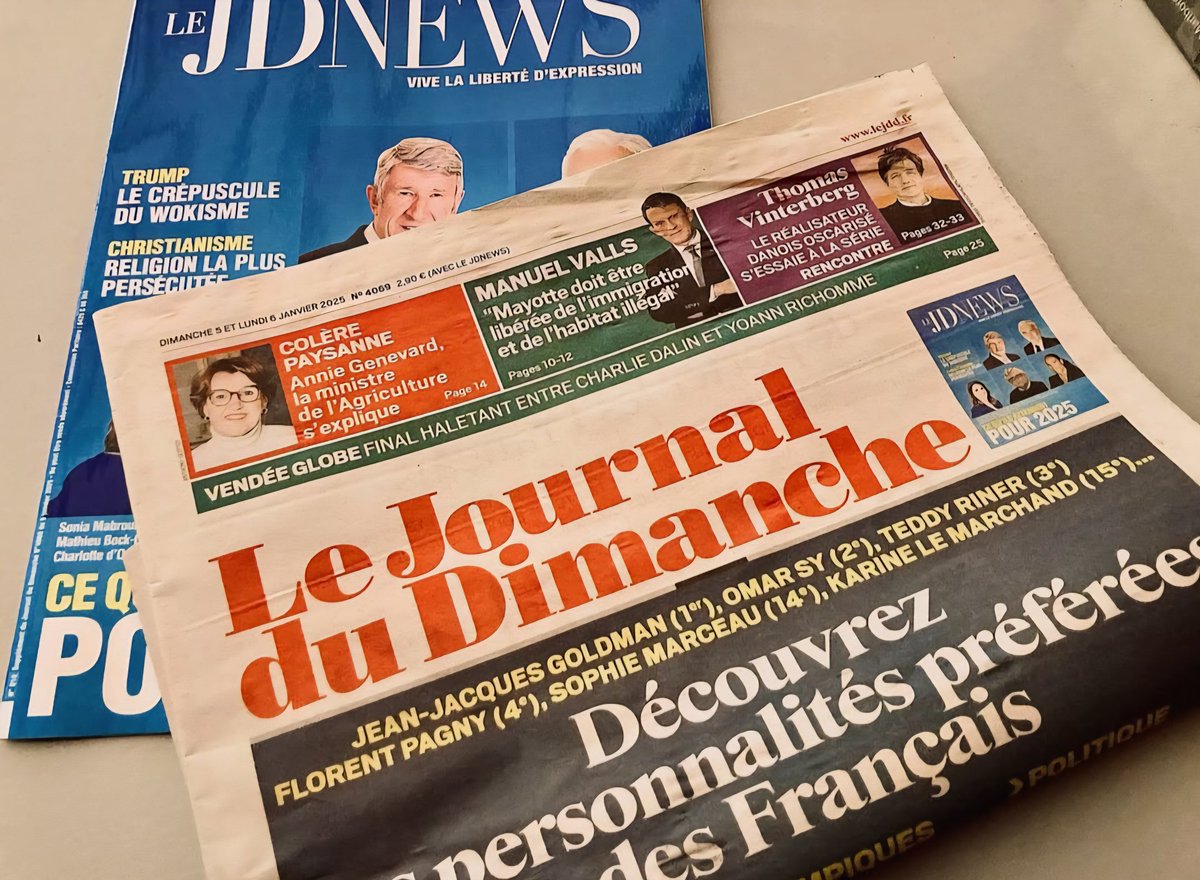 LE JDNEWS
VIVE LA LIBERTÉ D'EXPRESSION
TRUMP
LE CRÉPUSCULE
DU WOKISME
CHRISTIANISME
RELIGION LA PLUS
PERSÉCUTÉE
Sonia Mabrou
Mathieu Bock-
Charlotte d'O
CE Q
PO
www.lejdd.fr
DIMANCHE 5 ET LUNDI 6 JANVIER 2025 N° 4069 2,90 € (AVEC LE JDNEWS)
COLÈRE
PAYSANNE
Annie Genevard,
la ministre
de l'Agriculture
s'explique
Page 14
MANUEL VALLS
"Mayotte doit être
libérée de l'immigration
et de l'habitat illégal"
Pages 10-12
Thomas
Vinterberg
LE RÉALISATEUR
DANOIS OSCARISÉ
S'ESSAIE À LA SÉRIE
RENCONTRE
Pages 32-33
VENDÉE GLOBE FINAL HALETANT ENTRE CHARLIE DALIN ET YOANN RICHOMME
Page 25
LE JDNEWS
POUR 2025
Le Journal
du Dimanche
JEAN-JACQUES GOLDMAN (1er), OMAR SY (2e), TEDDY RINER (3e)
FLORENT PAGNY (4e), SOPHIE MARCEAU (14e), KARINE LE MARCHAND (15e)...
Découvrez
personnalités préférées
des Français
› POLITIQUE
MPIQUES